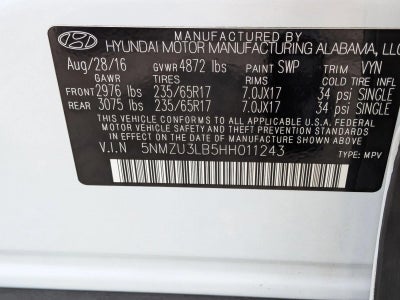 MANUFACTURED BY
HYUNDAI MOTOR MANUFACTURING ALABAMA, LLC
Aug/28/16 GVWR 4872 lbs PAINT SWP TRIM VYN
GAWR TIRES RIMS COLD TIRE INFL
FRONT 2976 lbs 235/65R17 7.0JX17 34 psi SINGLE
REAR 3075 lbs 235/65R17 7.0JX17 34 psi SINGLE
THIS VEHICLE CONFORMS TO ALL APPLICABLE U.S.A. FEDERAL
MOTOR VEHICLE SAFETY AND THEFT PREVENTION STANDARDS
IN EFFECT ON THE DATE OF MANUFACTURE SHOWN ABOVE.
V.I.N 5NMZU3LB5HH011243
TYPE: MPV